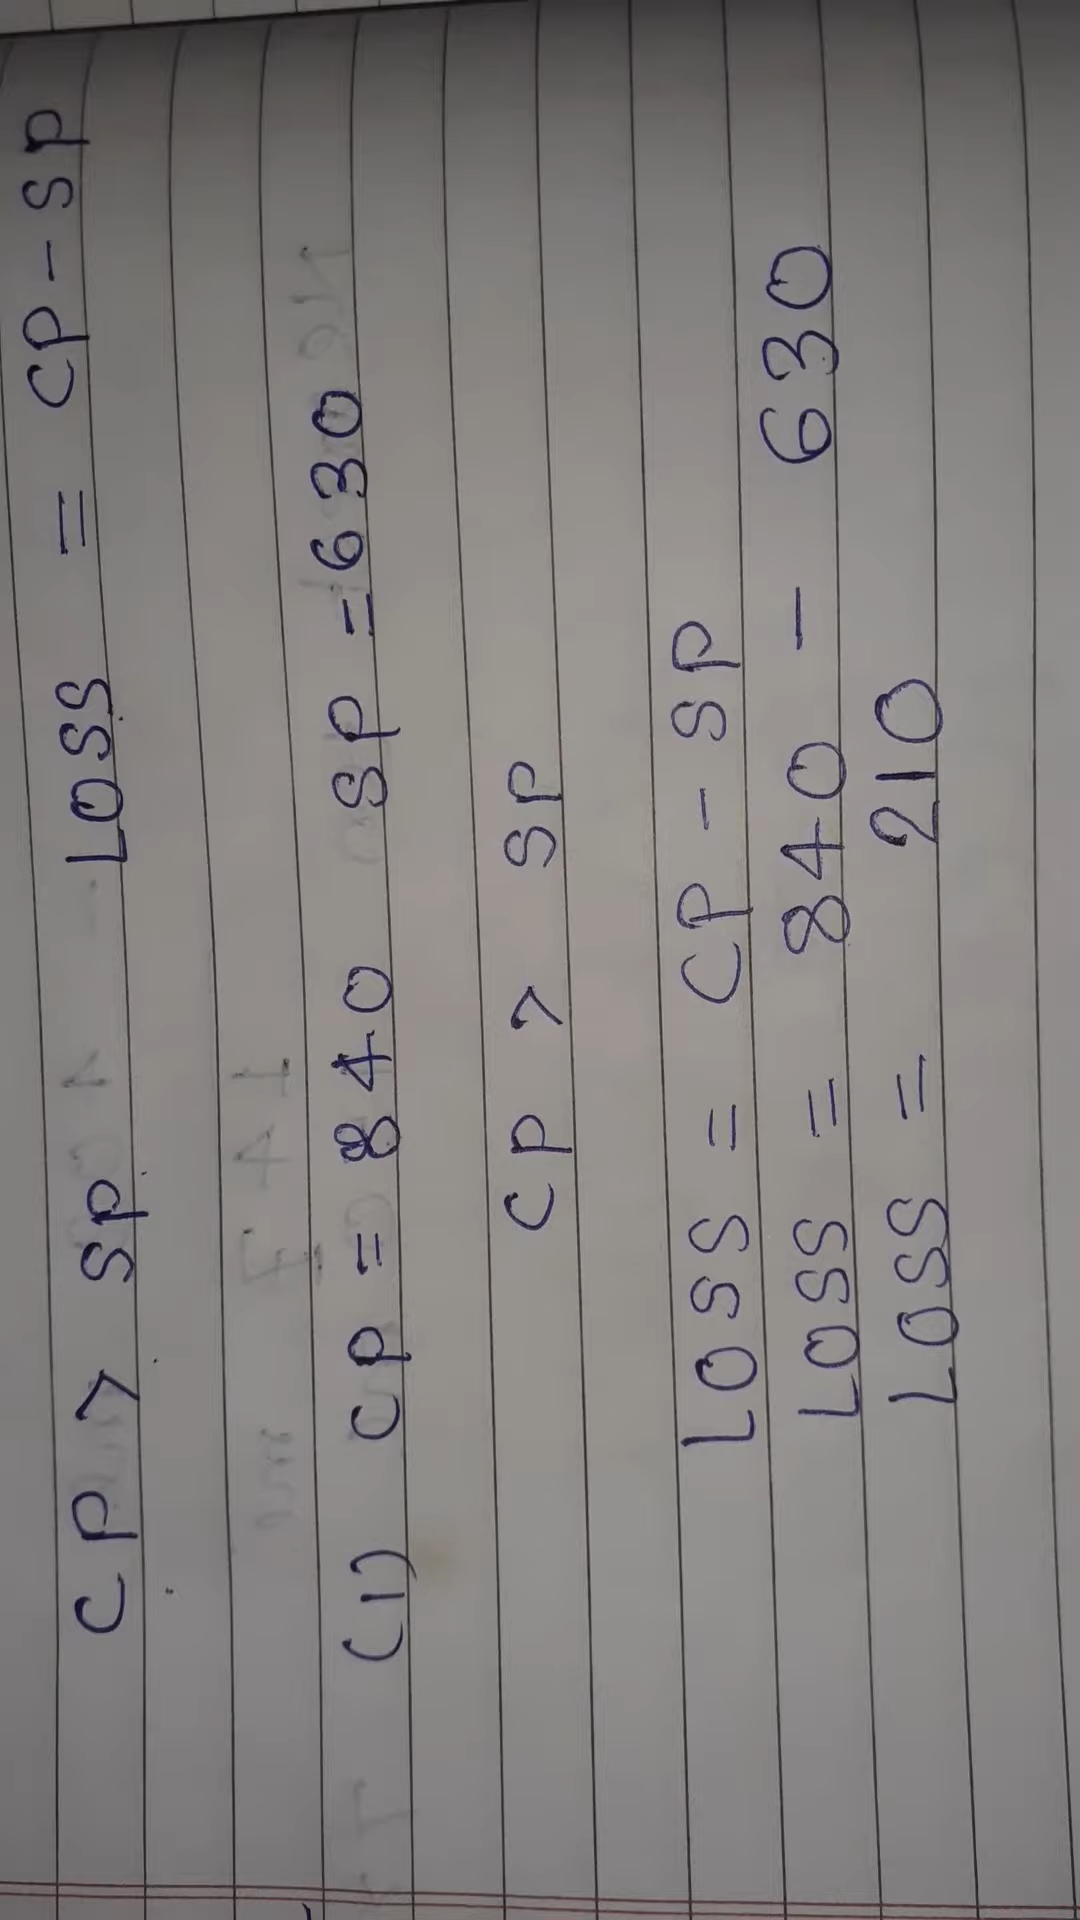 CP > SP LOSS = CP - SP
(1) CP = 840 SP = 630
CP > SP
LOSS = CP - SP
LOSS = 840 - 630
LOSS = 210